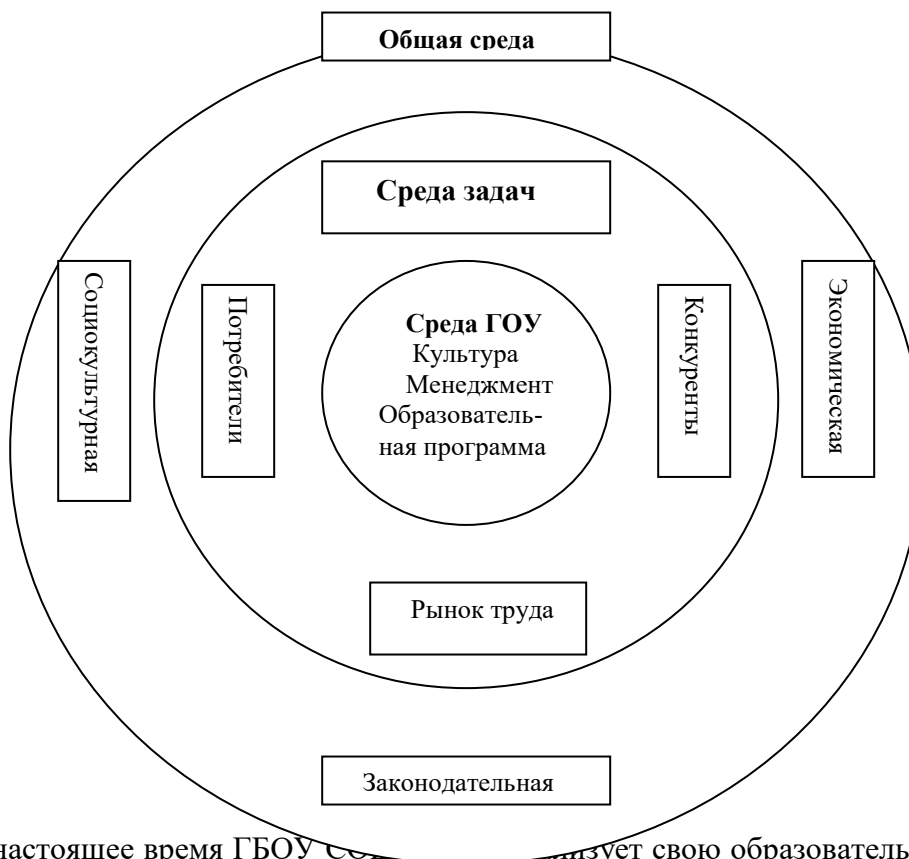 Общая среда
Среда задач
Социокультурная
Потребители
Среда ГОУ
Культура
Менеджмент
Образователь-
ная программа
Конкуренты
Экономическая
Рынок труда
Законодательная
настоящее время ГБОУ свою